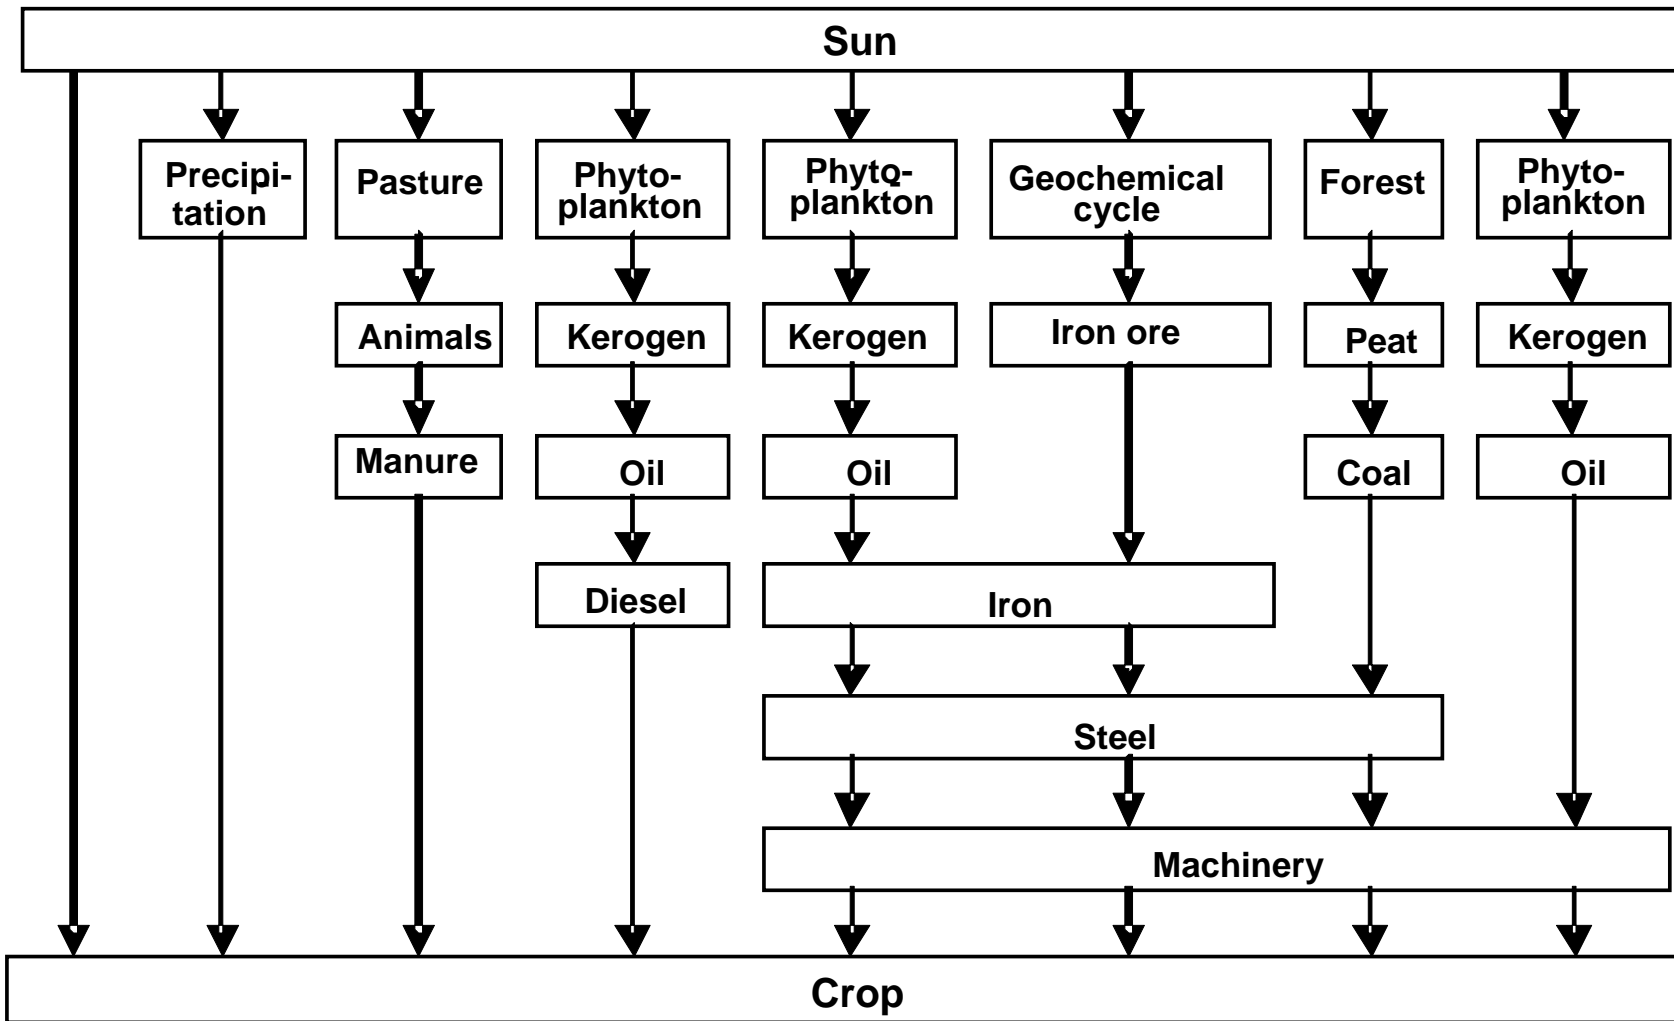 Sun
Precipi-
tation
Pasture
Phyto-
plankton
Phyto-
plankton
Geochemical
cycle
Forest
Phyto-
plankton
Animals
Kerogen
Kerogen
Iron ore
Peat
Kerogen
Manure
Oil
Oil
Coal
Oil
Diesel
Iron
Steel
Machinery
Crop